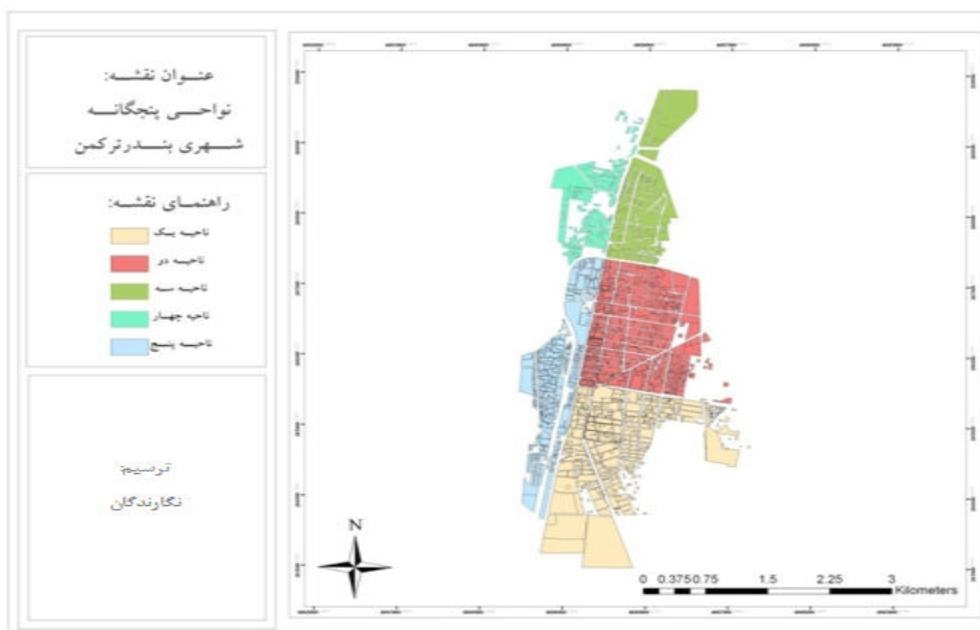 عنوان نقشه:
نواحی پنجگانه
شهری بندرترکمن
راهنمای نقشه:
ناحیه یک
ناحیه دو
ناحیه سه
ناحیه چهار
ناحیه پنج
ترسیم:
نگارندگان
N
0 0.375 0.75 1.5 2.25 3
Kilometers